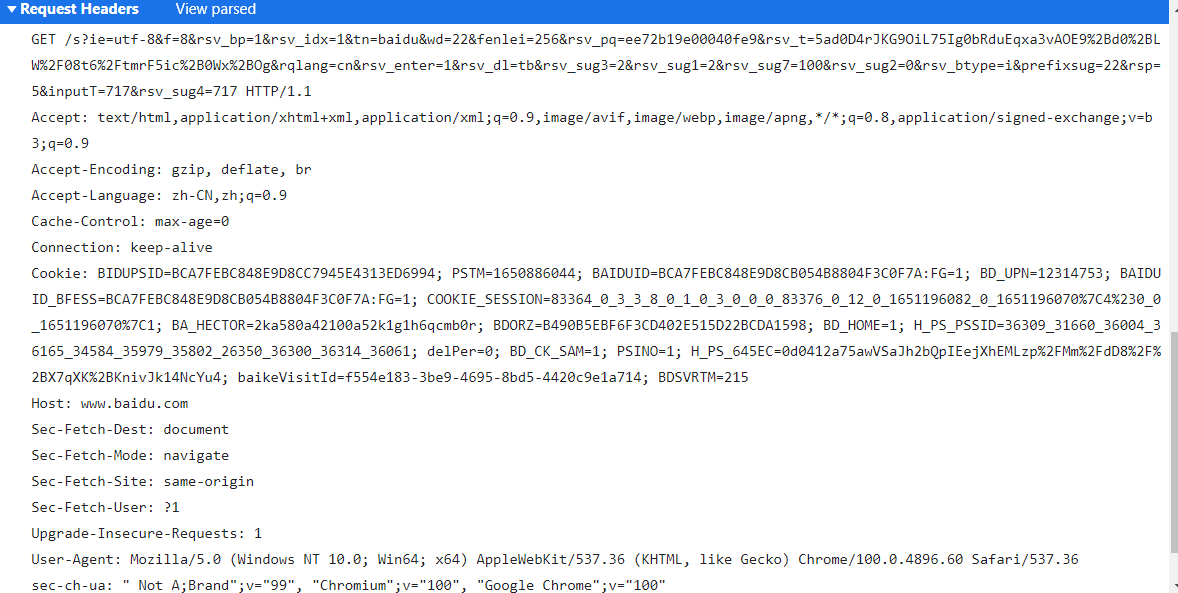 Request Headers View parsed
GET /s?ie=utf-8&f=8&rsv_bp=1&rsv_idx=1&tn=baidu&wd=22&fenlei=256&rsv_pq=ee72b19e00040fe9&rsv_t=5ad0D4rJKG9OiL75Ig0bRduEqxa3vAOE9%2Bd0%2BL
W%2F08t6%2FtmrF5ic%2B0Wx%2BOg&rqlang=cn&rsv_enter=1&rsv_dl=tb&rsv_sug3=2&rsv_sug1=2&rsv_sug7=100&rsv_sug2=0&rsv_btype=i&prefixsug=22&rsp=
5&inputT=717&rsv_sug4=717 HTTP/1.1
Accept: text/html,application/xhtml+xml,application/xml;q=0.9,image/avif,image/webp,image/apng,*/*;q=0.8,application/signed-exchange;v=b
3;q=0.9
Accept-Encoding: gzip, deflate, br
Accept-Language: zh-CN,zh;q=0.9
Cache-Control: max-age=0
Connection: keep-alive
Cookie: BIDUPSID=BCA7FEBC848E9D8CC7945E4313ED6994; PSTM=1650886044; BAIDUID=BCA7FEBC848E9D8CB054B8804F3C0F7A:FG=1; BD_UPN=12314753; BAIDU
ID_BFESS=BCA7FEBC848E9D8CB054B8804F3C0F7A:FG=1; COOKIE_SESSION=83364_0_3_3_8_0_1_0_3_0_0_0_83376_0_12_0_1651196082_0_1651196070%7C4%230_0
_1651196070%7C1; BA_HECTOR=2ka580a42100a52k1g1h6qcmb0r; BDORZ=B490B5EBF6F3CD402E515D22BCDA1598; BD_HOME=1; H_PS_PSSID=36309_31660_36004_3
6165_34584_35979_35802_26350_36300_36314_36061; delPer=0; BD_CK_SAM=1; PSINO=1; H_PS_645EC=0d0412a75awVSaJh2bQpIEejXhEMLzp%2FMm%2FdD8%2F%
2BX7qXK%2BKnivJk14NcYu4; baikeVisitId=f554e183-3be9-4695-8bd5-4420c9e1a714; BDSVRTM=215
Host: www.baidu.com
Sec-Fetch-Dest: document
Sec-Fetch-Mode: navigate
Sec-Fetch-Site: same-origin
Sec-Fetch-User: ?1
Upgrade-Insecure-Requests: 1
User-Agent: Mozilla/5.0 (Windows NT 10.0; Win64; x64) AppleWebKit/537.36 (KHTML, like Gecko) Chrome/100.0.4896.60 Safari/537.36
sec-ch-ua: " Not A;Brand";v="99", "Chromium";v="100", "Google Chrome";v="100"